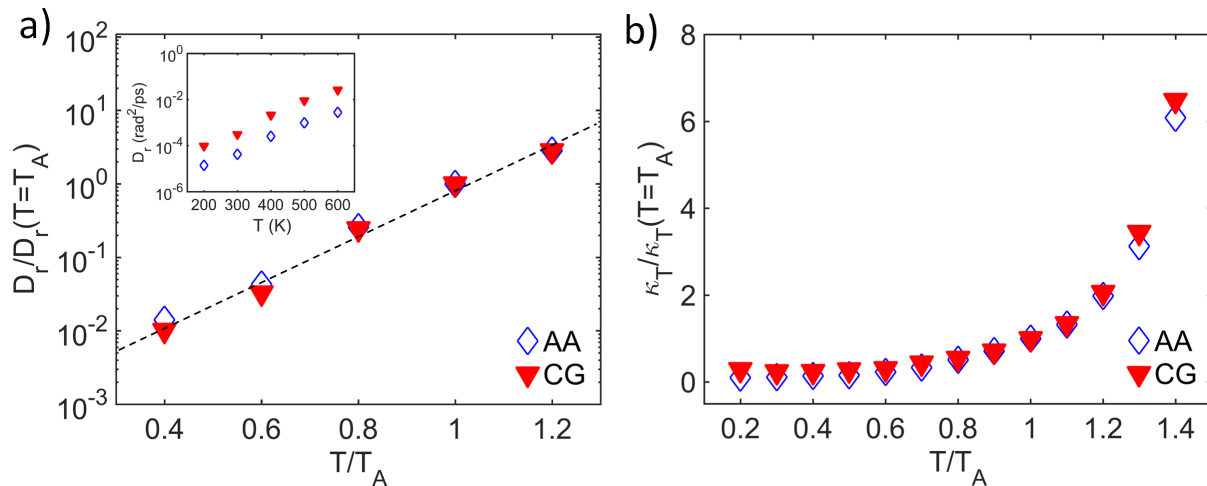 a)
D_r/D_r(T=T_A)
10^2
10^1
10^0
10^-1
10^-2
10^-3
0.4 0.6 0.8 1 1.2
T/T_A
D_r (rad^2/ps)
10^0
10^-2
10^-4
10^-6
200 300 400 500 600
T (K)
AA
CG
b)
κ_T/κ_T(T=T_A)
8
6
4
2
0
0.2 0.4 0.6 0.8 1 1.2 1.4
T/T_A
AA
CG